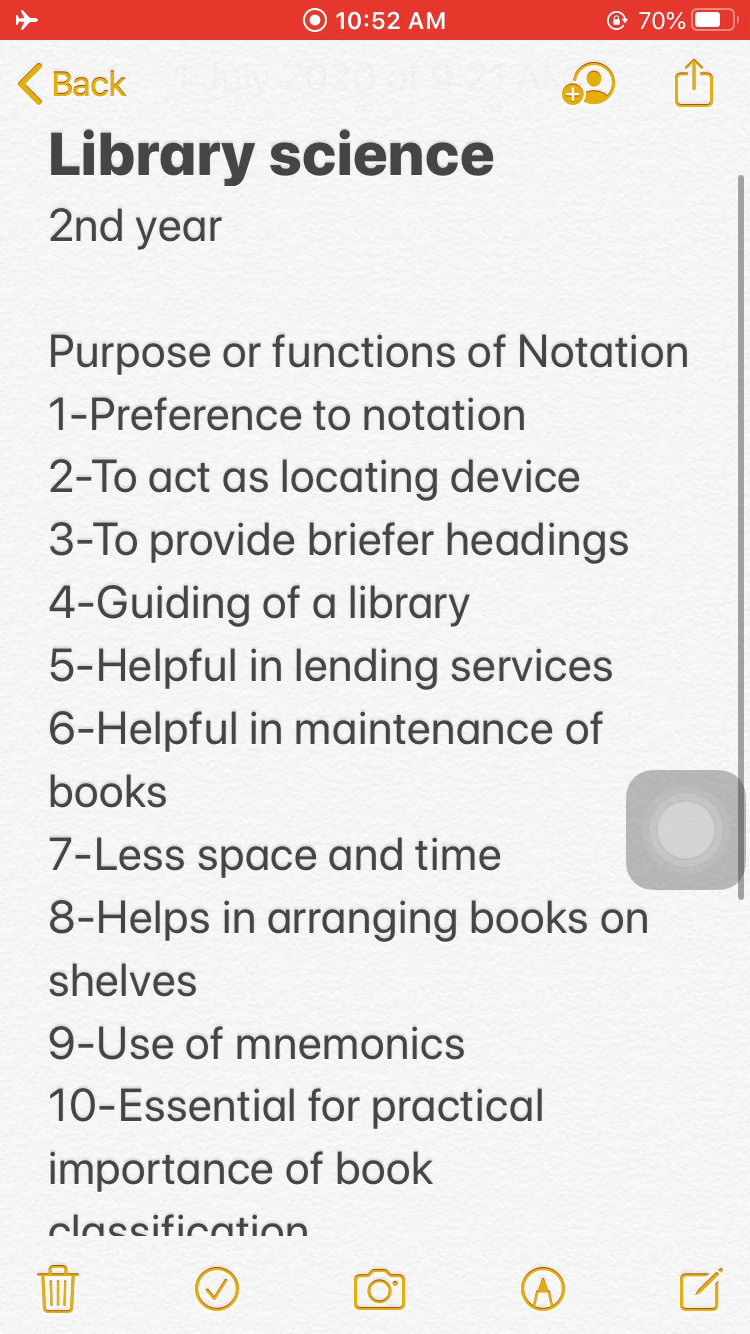 10:52 AM
70%
Back
Library science
2nd year
Purpose or functions of Notation
1-Preference to notation
2-To act as locating device
3-To provide briefer headings
4-Guiding of a library
5-Helpful in lending services
6-Helpful in maintenance of
books
7-Less space and time
8-Helps in arranging books on
shelves
9-Use of mnemonics
10-Essential for practical
importance of book
classification